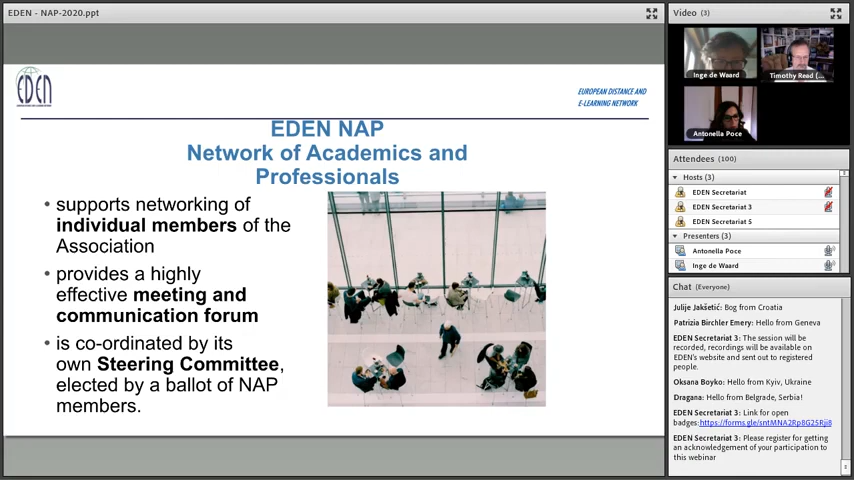 EDEN - NAP-2020.ppt
EDEN
EUROPEAN DISTANCE AND
E-LEARNING NETWORK
EDEN NAP
Network of Academics and
Professionals
• supports networking of
individual members of the
Association
• provides a highly
effective meeting and
communication forum
• is co-ordinated by its
own Steering Committee,
elected by a ballot of NAP
members.
Video (3)
Inge de Waard
Timothy Read (...
Antonella Poce
Attendees (100)
Hosts (3)
EDEN Secretariat
EDEN Secretariat 3
EDEN Secretariat 5
Presenters (3)
Antonella Poce
Inge de Waard
Chat (Everyone)
Julije Jakšetić: Bog from Croatia
Patrizia Birchler Emery: Hello from Geneva
EDEN Secretariat 3: The session will be
recorded, recordings will be available on
EDEN's website and sent out to registered
people.
Oksana Boyko: Hello from Kyiv, Ukraine
Dragana: Hello from Belgrade, Serbia!
EDEN Secretariat 3: Link for open
badges:https://forms.gle/sntMNA2Rp8G25Rji8
EDEN Secretariat 3: Please register for getting
an acknowledgement of your participation to
this webinar